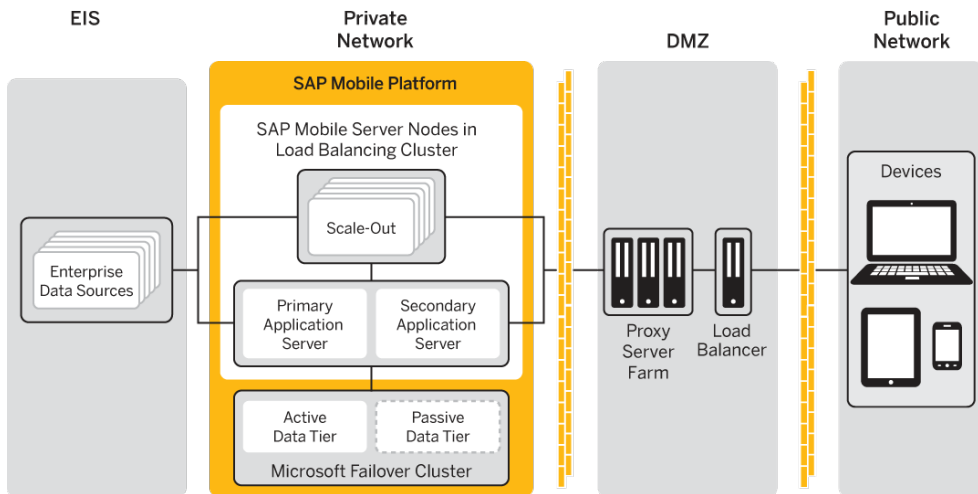 EIS
Private
Network
DMZ
Public
Network
SAP Mobile Platform
SAP Mobile Server Nodes in
Load Balancing Cluster
Scale-Out
Enterprise
Data Sources
Primary
Application
Server
Secondary
Application
Server
Active
Data Tier
Passive
Data Tier
Microsoft Failover Cluster
Proxy
Server
Farm
Load
Balancer
Devices